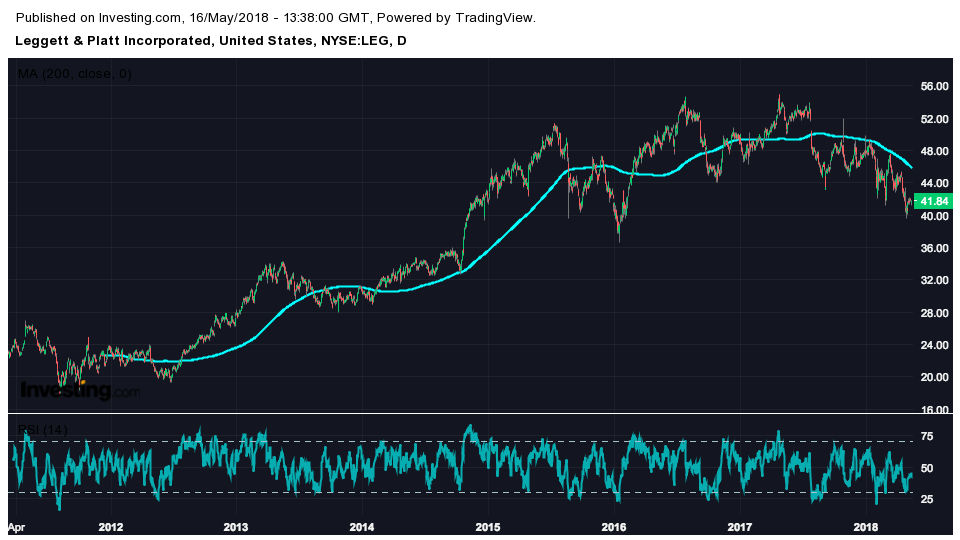 Published on Investing.com, 16/May/2018 - 13:38:00 GMT, Powered by TradingView.
Leggett & Platt Incorporated, United States, NYSE:LEG, D
MA (200, close, 0)
56.00
52.00
48.00
44.00
41.84
40.00
36.00
32.00
28.00
24.00
20.00
Investing.com
16.00
RSI (14)
75
50
25
Apr 2012 2013 2014 2015 2016 2017 2018